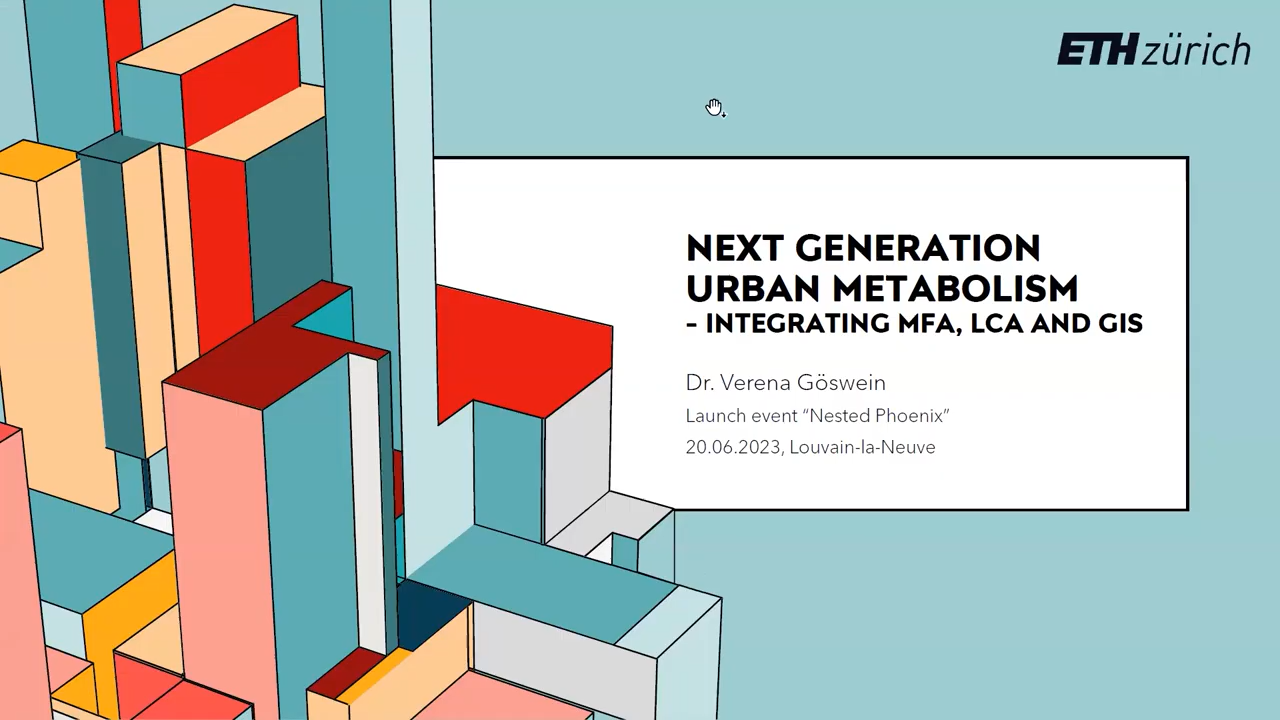 ETH zürich
NEXT GENERATION
URBAN METABOLISM
– INTEGRATING MFA, LCA AND GIS
Dr. Verena Göswein
Launch event “Nested Phoenix”
20.06.2023, Louvain-la-Neuve